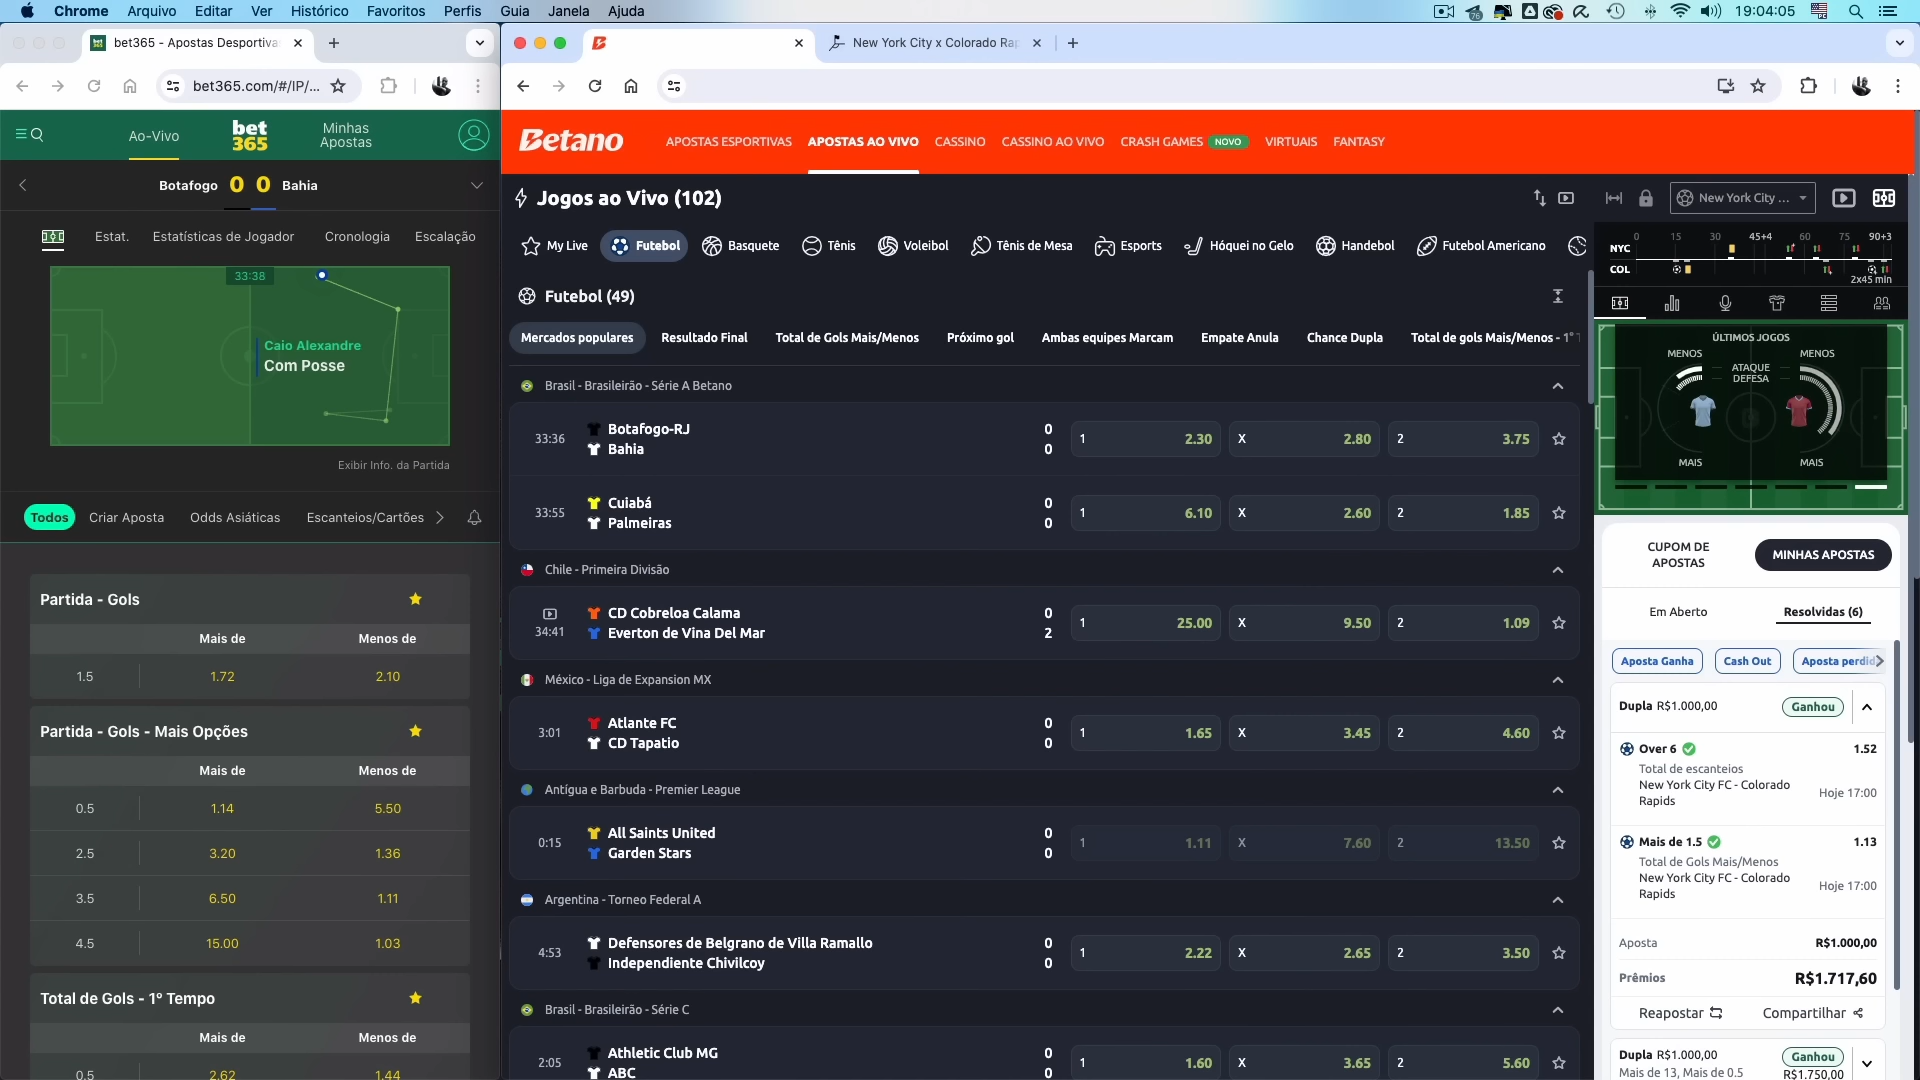 Chrome Arquivo Editar Ver Histórico Favoritos Perfis Guia Janela Ajuda
76
19:04:05
bet365 - Apostas Desportiva
New York City x Colorado Rap
bet365.com/#/IP/...
Ao-Vivo
bet365
Minhas Apostas
Botafogo 0 0 Bahia
Estat. Estatísticas de Jogador Cronologia Escalação
33:38
Caio Alexandre
Com Posse
Exibir Info. da Partida
Todos Criar Aposta Odds Asiáticas Escanteios/Cartões
Partida - Gols
Mais de Menos de
1.5 1.72 2.10
Partida - Gols - Mais Opções
Mais de Menos de
0.5 1.14 5.50
2.5 3.20 1.36
3.5 6.50 1.11
4.5 15.00 1.03
Total de Gols - 1º Tempo
Mais de Menos de
0.5 2.62 1.44
Betano
APOSTAS ESPORTIVAS APOSTAS AO VIVO CASSINO CASSINO AO VIVO CRASH GAMES NOVO VIRTUAIS FANTASY
Jogos ao Vivo (102)
My Live Futebol Basquete Tênis Voleibol Tênis de Mesa Esports Hóquei no Gelo Handebol Futebol Americano
Futebol (49)
Mercados populares Resultado Final Total de Gols Mais/Menos Próximo gol Ambas equipes Marcam Empate Anula Chance Dupla Total de gols Mais/Menos - 1° T
Brasil - Brasileirão - Série A Betano
33:36
Botafogo-RJ 0
Bahia 0
1 2.30 X 2.80 2 3.75
33:55
Cuiabá 0
Palmeiras 0
1 6.10 X 2.60 2 1.85
Chile - Primeira Divisão
34:41
CD Cobreloa Calama 0
Everton de Vina Del Mar 2
1 25.00 X 9.50 2 1.09
México - Liga de Expansion MX
3:01
Atlante FC 0
CD Tapatio 0
1 1.65 X 3.45 2 4.60
Antígua e Barbuda - Premier League
0:15
All Saints United 0
Garden Stars 0
1 1.11 X 7.60 2 13.50
Argentina - Torneo Federal A
4:53
Defensores de Belgrano de Villa Ramallo 0
Independiente Chivilcoy 0
1 2.22 X 2.65 2 3.50
Brasil - Brasileirão - Série C
2:05
Athletic Club MG 0
ABC 0
1 1.60 X 3.65 2 5.60
New York City ...
0 15 30 45+4 60 75 90+3
NYC
COL
2x45 min
ÚLTIMOS JOGOS
MENOS MENOS
ATAQUE
DEFESA
MAIS MAIS
CUPOM DE APOSTAS
MINHAS APOSTAS
Em Aberto Resolvidas (6)
Aposta Ganha Cash Out Aposta perdid
Dupla R$1.000,00 Ganhou
Over 6 1.52
Total de escanteios
New York City FC - Colorado Rapids
Hoje 17:00
Mais de 1.5 1.13
Total de Gols Mais/Menos
New York City FC - Colorado Rapids
Hoje 17:00
Aposta R$1.000,00
Prêmios R$1.717,60
Reapostar Compartilhar
Dupla R$1.000,00 Ganhou
Mais de 13, Mais de 0.5 R$1.750,00